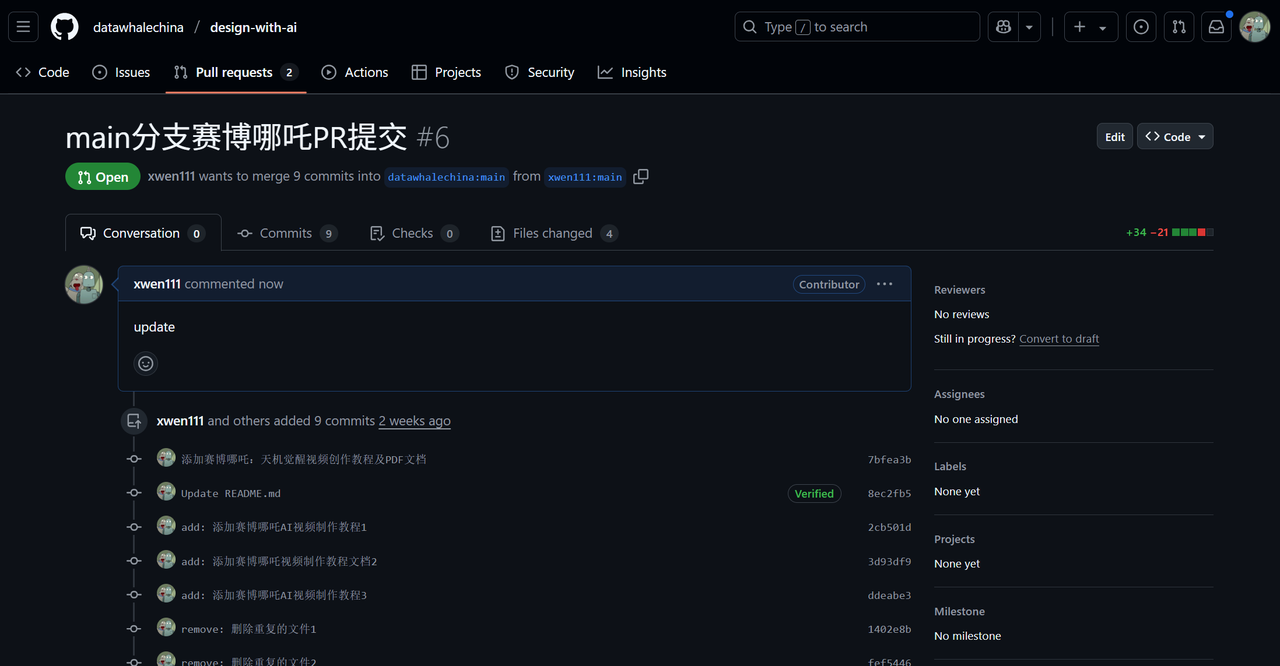 datawhalechina / design-with-ai
Type / to search
Code
Issues
Pull requests 2
Actions
Projects
Security
Insights
main分支赛博哪吒PR提交 #6
Edit
Code
Open
xwen111 wants to merge 9 commits into datawhalechina:main from xwen111:main
Conversation 0
Commits 9
Checks 0
Files changed 4
+34 −21
xwen111 commented now
Contributor
update
xwen111 and others added 9 commits 2 weeks ago
添加赛博哪吒：天机觉醒视频创作教程及PDF文档 7bfea3b
Update README.md Verified 8ec2fb5
add: 添加赛博哪吒AI视频制作教程1 2cb501d
add: 添加赛博哪吒视频制作教程文档2 3d93df9
add: 添加赛博哪吒AI视频制作教程3 ddeabe3
remove: 删除重复的文件1 1402e8b
remove: 删除重复的文件2 fef5446
Reviewers
No reviews
Still in progress? Convert to draft
Assignees
No one assigned
Labels
None yet
Projects
None yet
Milestone
No milestone